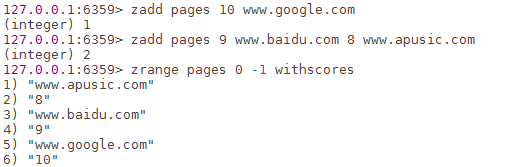 127.0.0.1:6359> zadd pages 10 www.google.com
(integer) 1
127.0.0.1:6359> zadd pages 9 www.baidu.com 8 www.apusic.com
(integer) 2
127.0.0.1:6359> zrange pages 0 -1 withscores
1) "www.apusic.com"
2) "8"
3) "www.baidu.com"
4) "9"
5) "www.google.com"
6) "10"